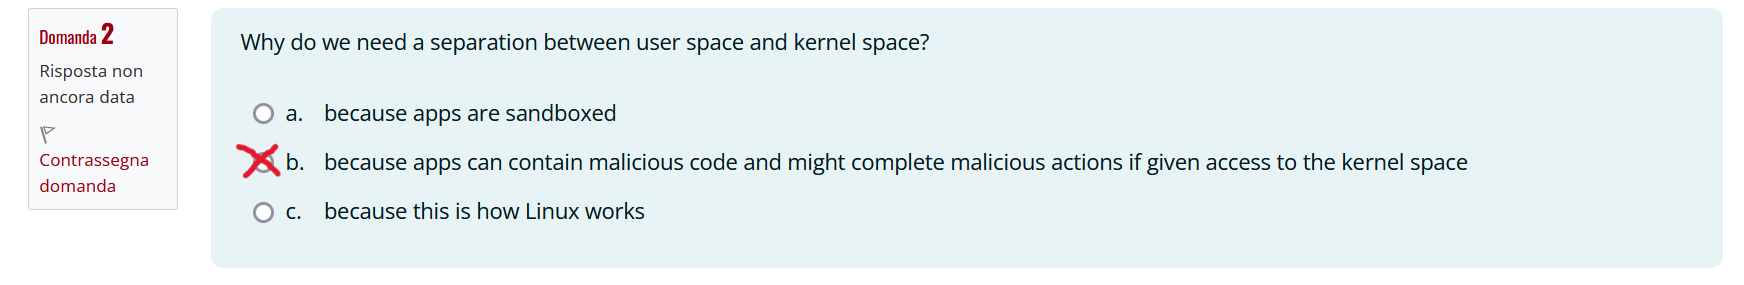 Domanda 2
Risposta non
ancora data
Contrassegna
domanda
Why do we need a separation between user space and kernel space?
a. because apps are sandboxed
b. because apps can contain malicious code and might complete malicious actions if given access to the kernel space
c. because this is how Linux works